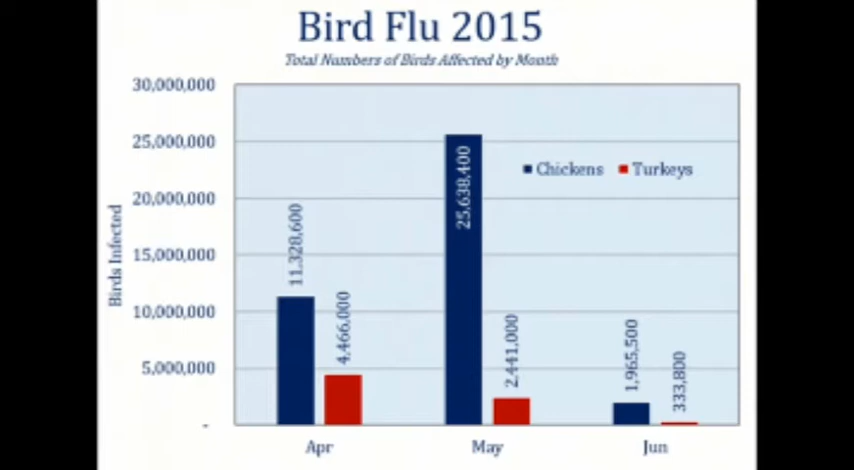 Bird Flu 2015
Total Numbers of Birds Affected by Month
Birds Infected
30,000,000
25,000,000
20,000,000
15,000,000
10,000,000
5,000,000
-
Chickens
Turkeys
11,328,600
4,466,000
25,638,400
2,441,000
1,965,500
333,800
Apr
May
Jun